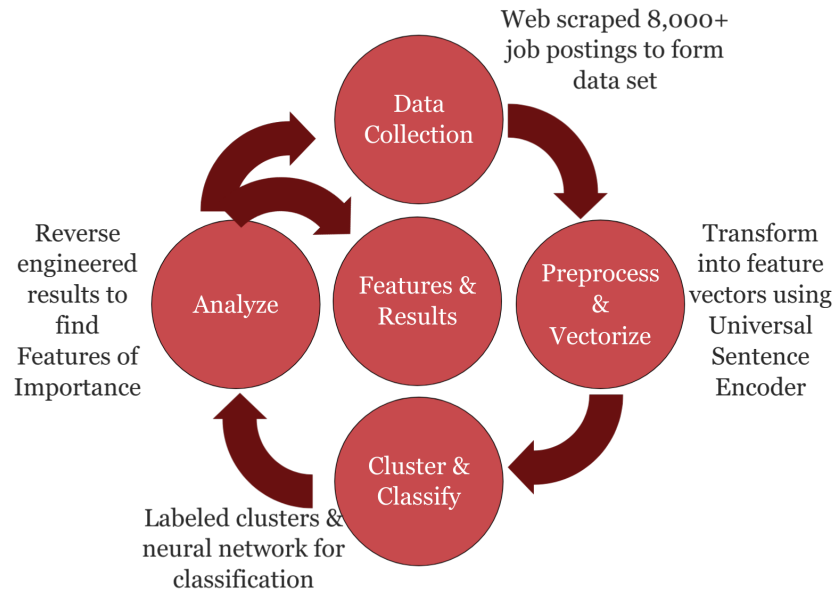 Web scraped 8,000+
job postings to form
data set
Data
Collection
Reverse
engineered
results to
find
Features of
Importance
Analyze
Features &
Results
Preprocess
&
Vectorize
Transform
into feature
vectors using
Universal
Sentence
Encoder
Cluster &
Classify
Labeled clusters &
neural network for
classification